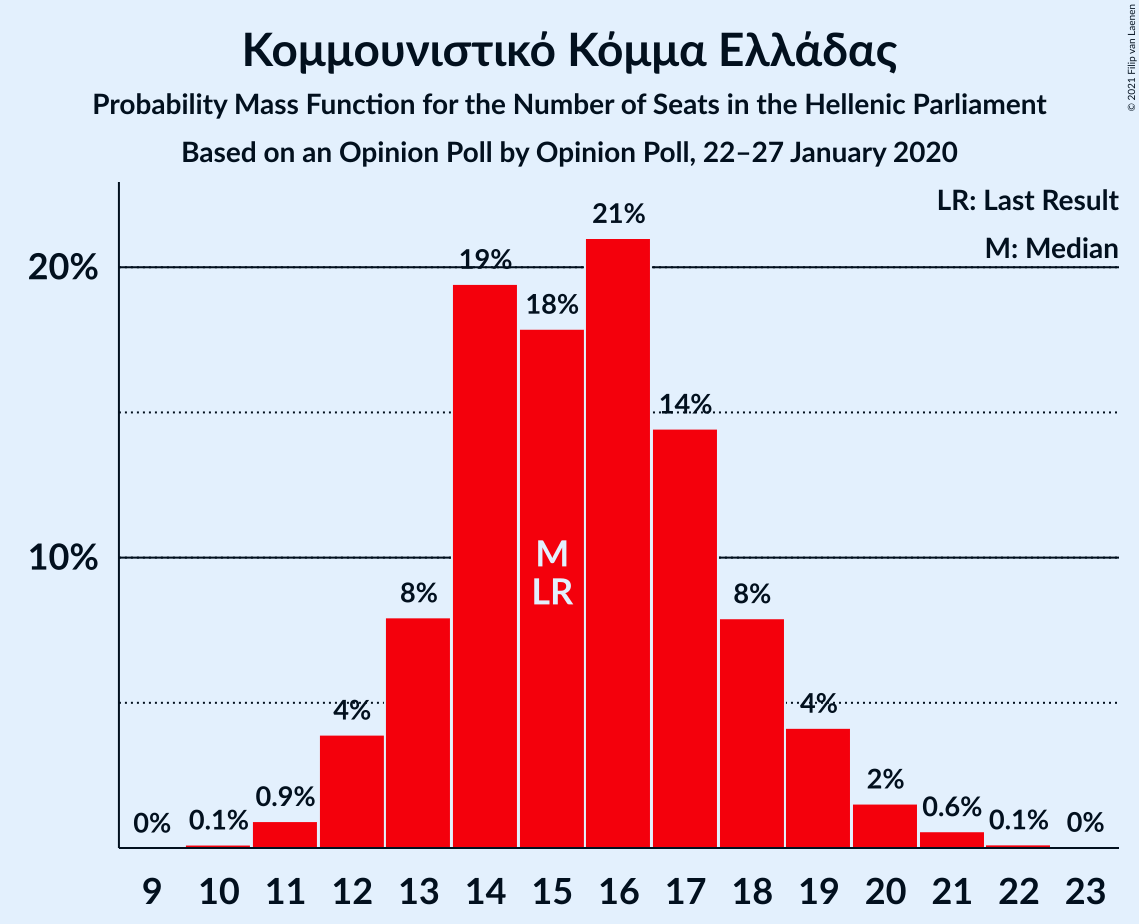 Κομμουνιστικό Κόμμα Ελλάδας
Probability Mass Function for the Number of Seats in the Hellenic Parliament
Based on an Opinion Poll by Opinion Poll, 22–27 January 2020
© 2021 Filip van Laenen
LR: Last Result
M: Median
20%
10%
0%
0.1%
0.9%
4%
8%
19%
18%
21%
14%
8%
4%
2%
0.6%
0.1%
0%
M
LR
9 10 11 12 13 14 15 16 17 18 19 20 21 22 23